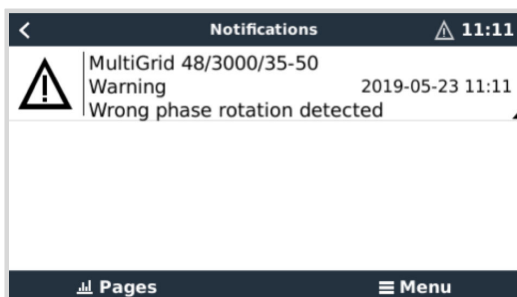 Notifications 11:11
MultiGrid 48/3000/35-50
Warning 2019-05-23 11:11
Wrong phase rotation detected
Pages Menu